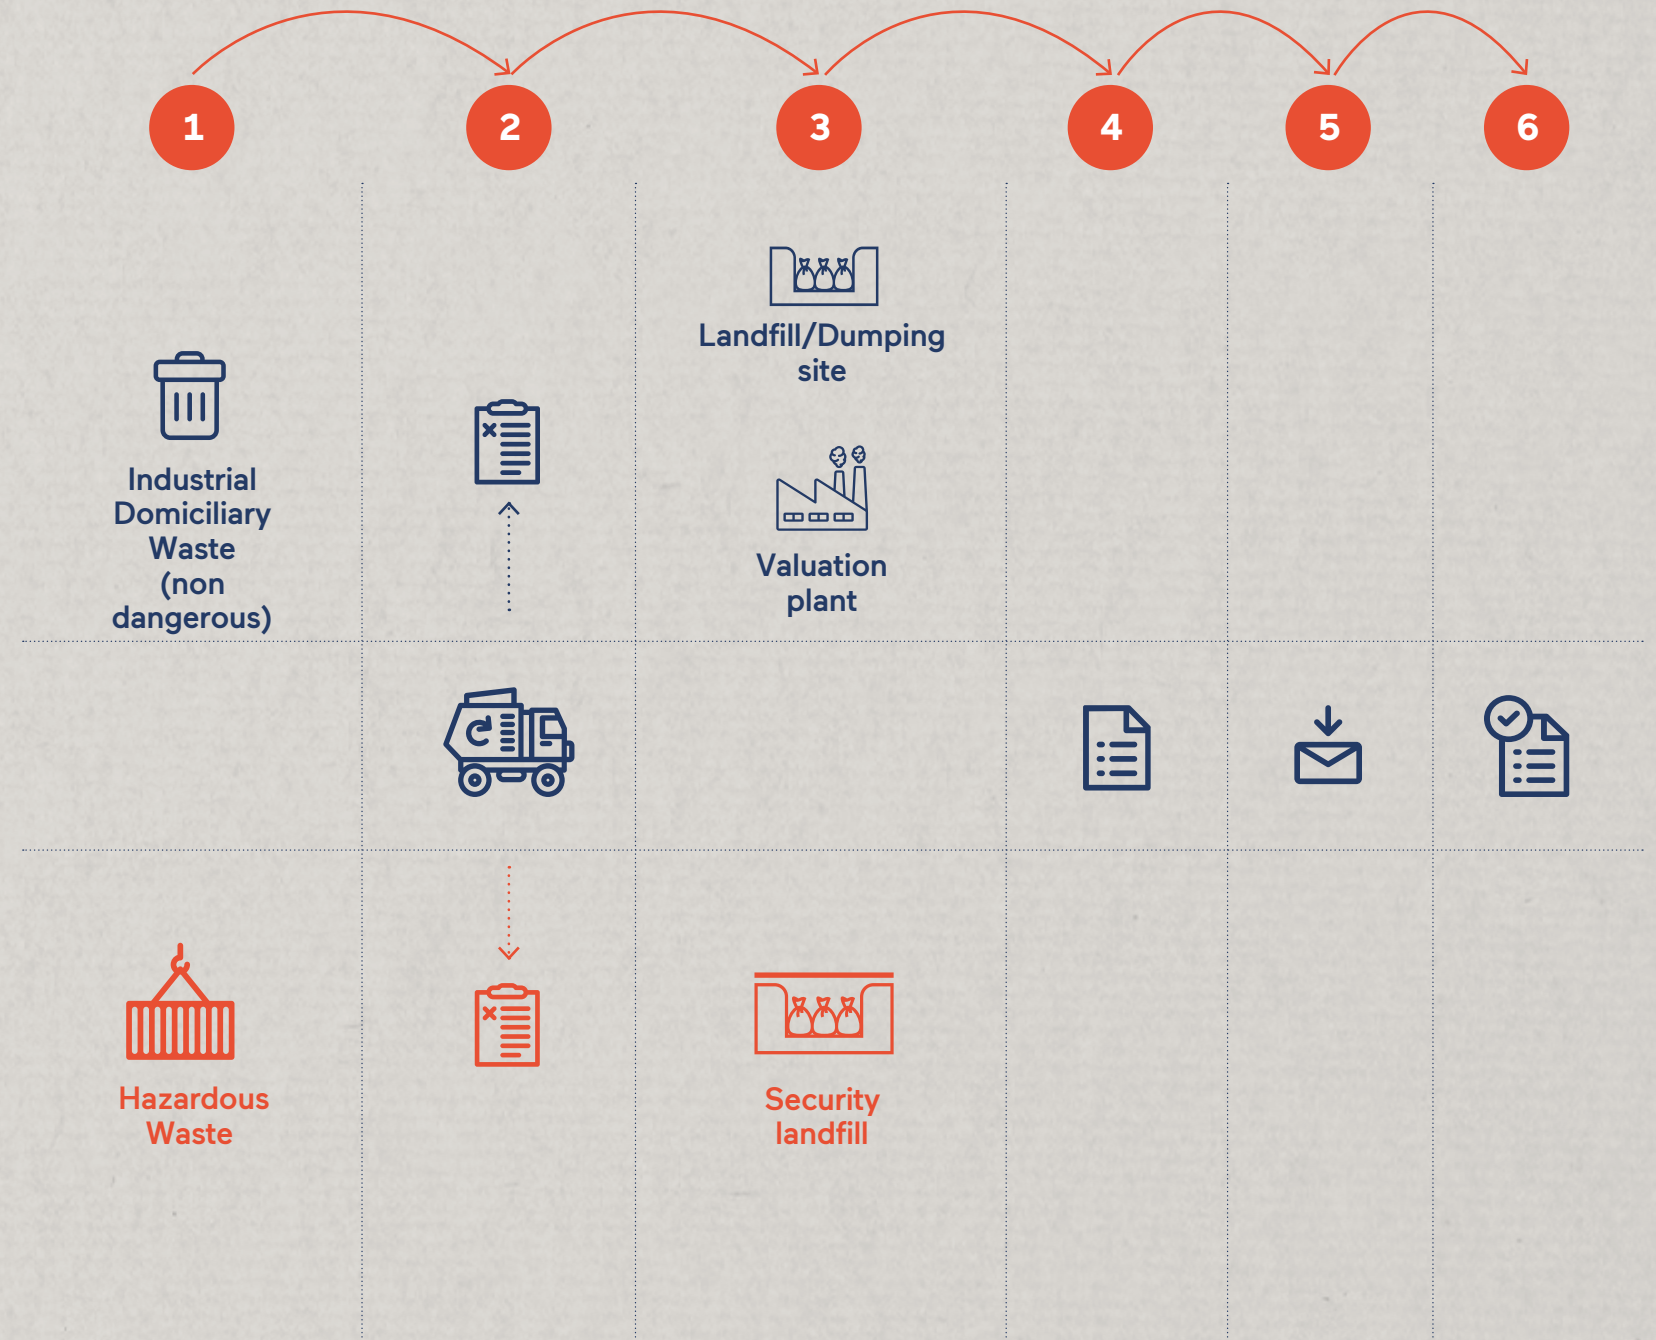 1
2
3
4
5
6
Landfill/Dumping
site
Industrial
Domiciliary
Waste
(non
dangerous)
Valuation
plant
Hazardous
Waste
Security
landfill